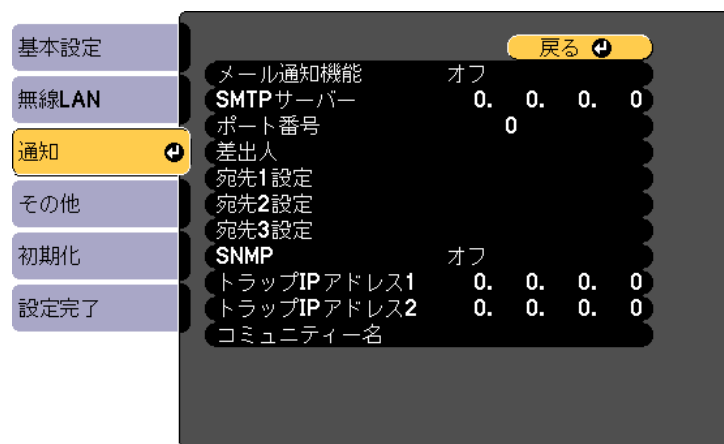 基本設定
無線LAN
通知
その他
初期化
設定完了
戻る
メール通知機能 オフ
SMTPサーバー 0. 0. 0. 0
ポート番号 0
差出人
宛先1設定
宛先2設定
宛先3設定
SNMP オフ
トラップIPアドレス1 0. 0. 0. 0
トラップIPアドレス2 0. 0. 0. 0
コミュニティー名